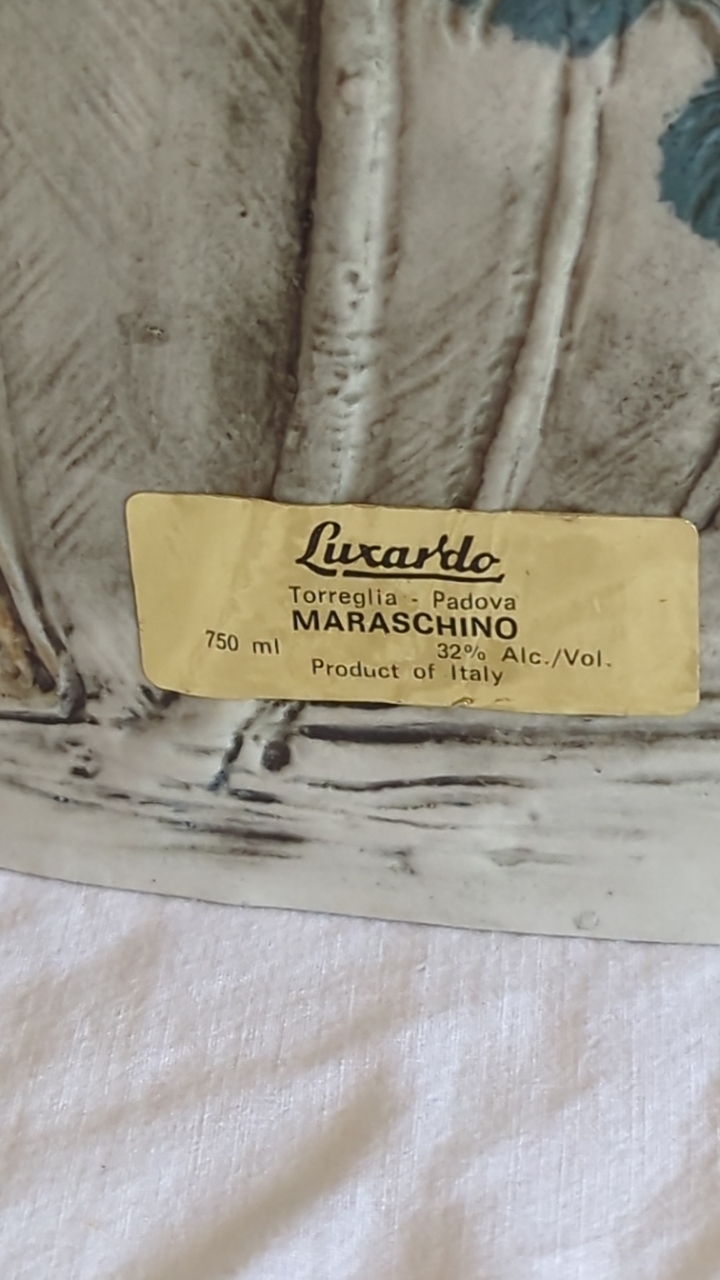 Luxardo
Torreglia - Padova
MARASCHINO
750 ml 32% Alc./Vol.
Product of Italy